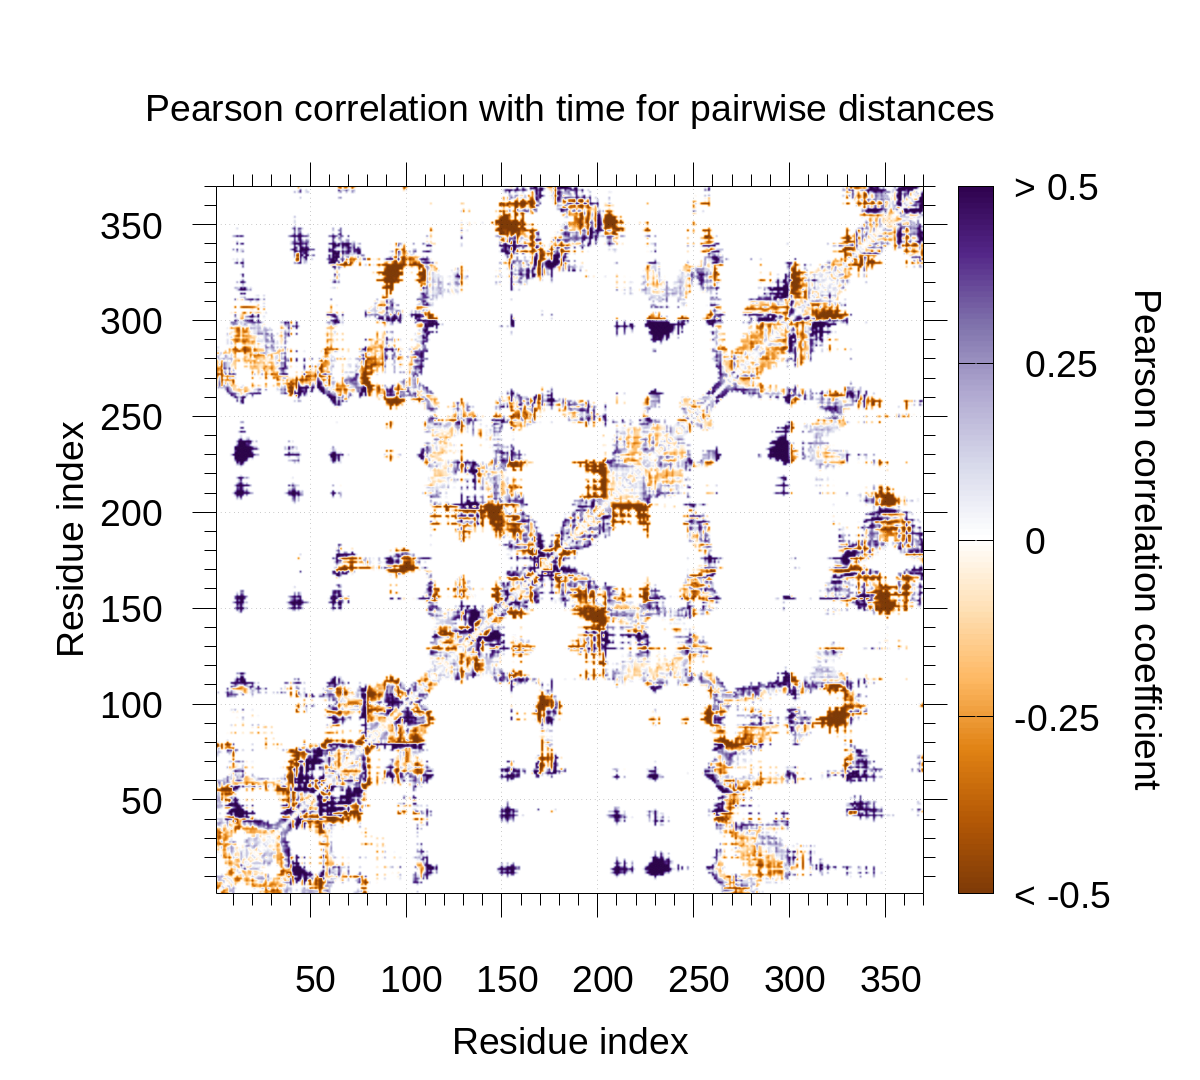 Pearson correlation with time for pairwise distances
350
300
250
200
150
100
50
Residue index
50 100 150 200 250 300 350
Residue index
> 0.5
0.25
0
-0.25
< -0.5
Pearson correlation coefficient